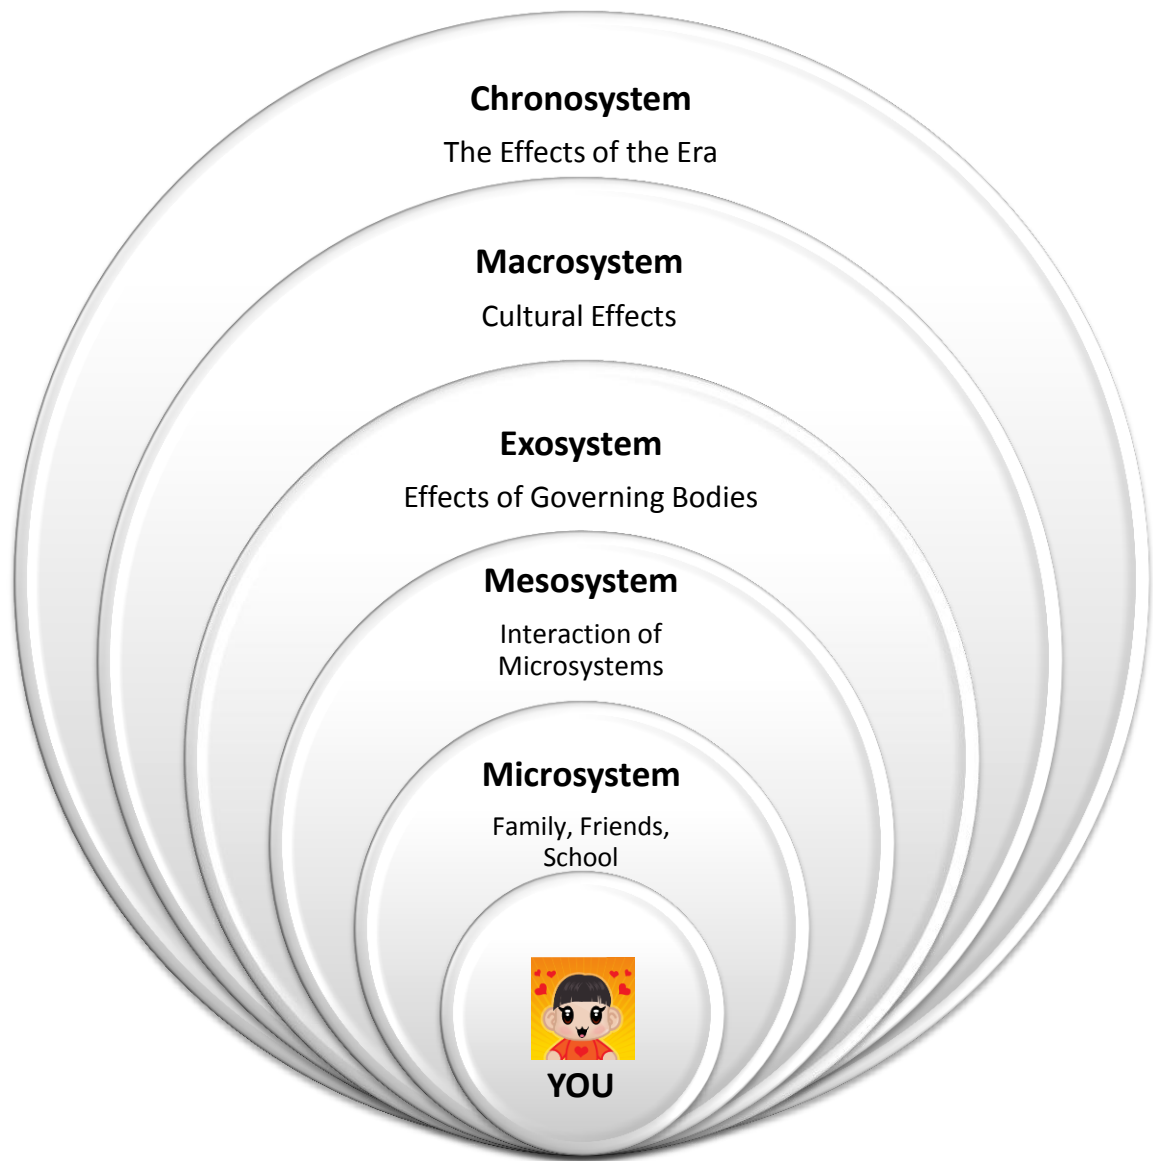 Chronosystem
The Effects of the Era
Macrosystem
Cultural Effects
Exosystem
Effects of Governing Bodies
Mesosystem
Interaction of
Microsystems
Microsystem
Family, Friends,
School
YOU